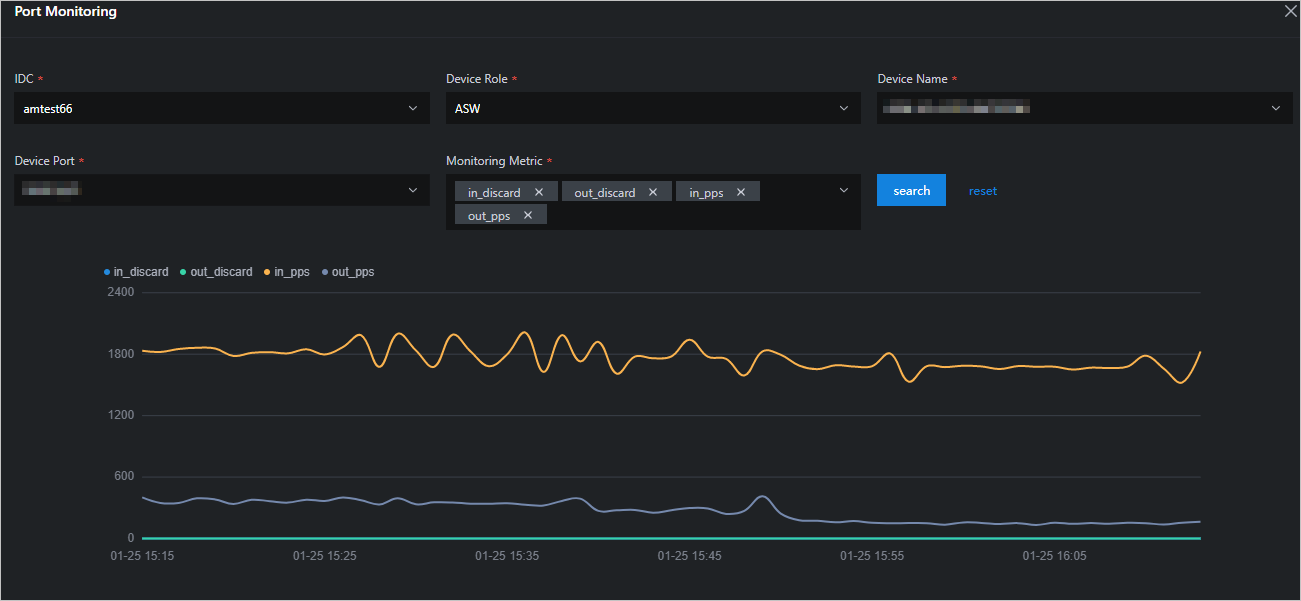 Port Monitoring
IDC *
Device Role *
Device Name *
amtest66
ASW
Device Port *
Monitoring Metric *
in_discard
out_discard
in_pps
out_pps
search
reset
in_discard out_discard in_pps out_pps
2400
1800
1200
600
0
01-25 15:15 01-25 15:25 01-25 15:35 01-25 15:45 01-25 15:55 01-25 16:05